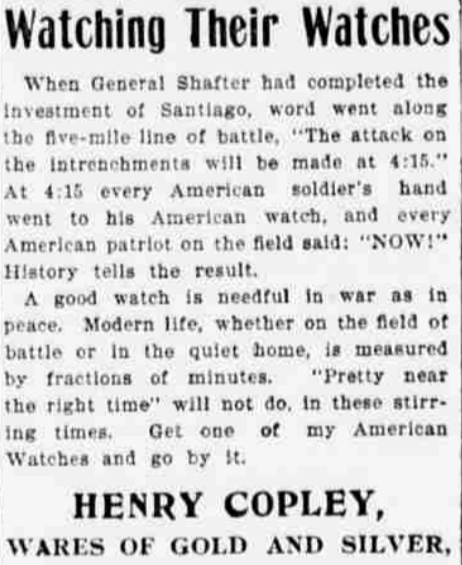 Watching Their Watches
When General Shafter had completed the
investment of Santiago, word went along
the five-mile line of battle, "The attack on
the intrenchments will be made at 4:15."
At 4:15 every American soldier's hand
went to his American watch, and every
American patriot on the field said: "NOW!"
History tells the result.
A good watch is needful in war as in
peace. Modern life, whether on the field of
battle or in the quiet home, is measured
by fractions of minutes. "Pretty near
the right time" will not do, in these stirr-
ing times. Get one of my American
Watches and go by it.
HENRY COPLEY,
WARES OF GOLD AND SILVER,